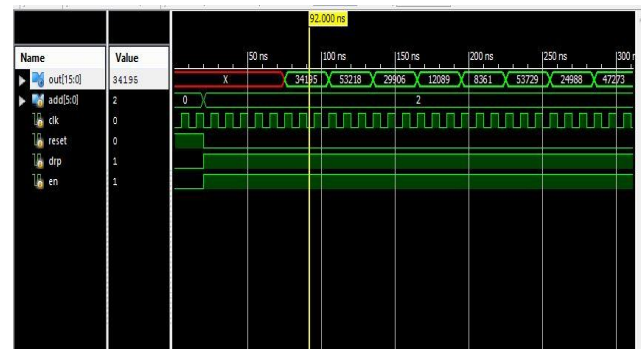 92.000 ns
Name Value 50 ns 100 ns 150 ns 200 ns 250 ns 300 n
out[15:0] 34195 X 34195 53218 29906 12089 8361 53729 24988 47273
add[5:0] 2 0 2
clk 0
reset 0
drp 1
en 1